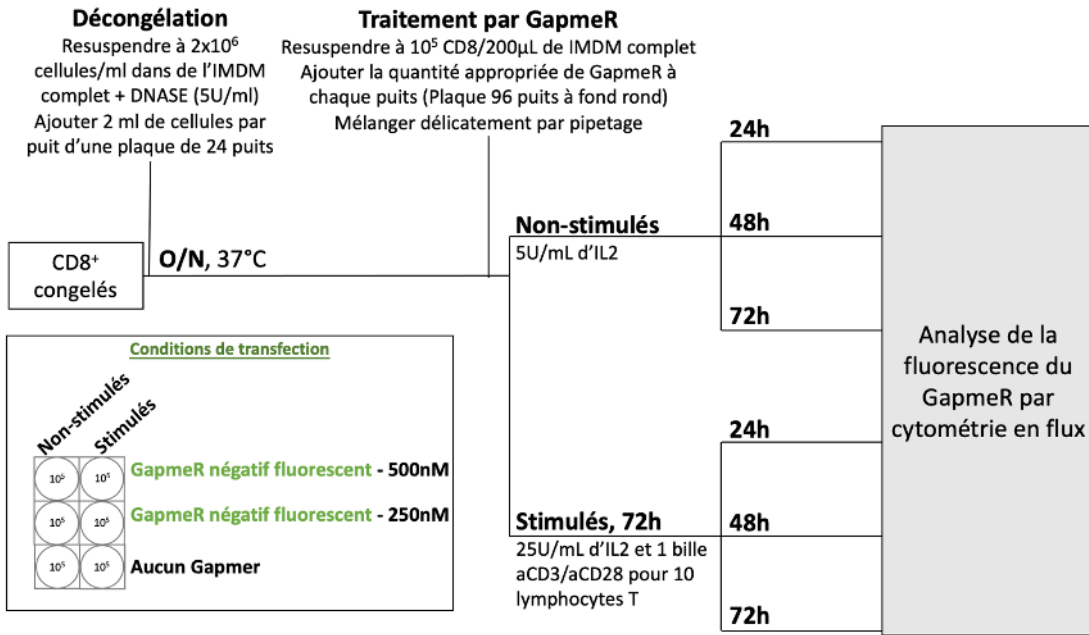 Décongélation
Resuspendre à 2x10⁶
cellules/ml dans de l'IMDM
complet + DNASE (5U/ml)
Ajouter 2 ml de cellules par
puit d'une plaque de 24 puits
Traitement par GapmeR
Resuspendre à 10⁵ CD8/200µL de IMDM complet
Ajouter la quantité appropriée de GapmeR à
chaque puits (Plaque 96 puits à fond rond)
Mélanger délicatement par pipetage
CD8⁺
congelés
O/N, 37°C
Non-stimulés
5U/mL d'IL2
24h
48h
72h
Stimulés, 72h
25U/mL d'IL2 et 1 bille
aCD3/aCD28 pour 10
lymphocytes T
24h
48h
72h
Analyse de la
fluorescence du
GapmeR par
cytométrie en flux
Conditions de transfection
Non-stimulés
Stimulés
10⁵ 10⁵ GapmeR négatif fluorescent - 500nM
10⁵ 10⁵ GapmeR négatif fluorescent - 250nM
10⁵ 10⁵ Aucun Gapmer